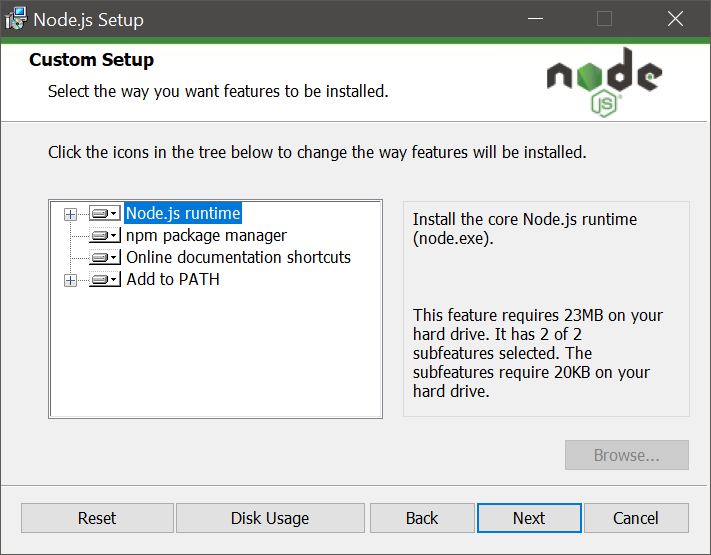 Node.js Setup
Custom Setup
Select the way you want features to be installed.
node
JS
Click the icons in the tree below to change the way features will be installed.
Node.js runtime
npm package manager
Online documentation shortcuts
Add to PATH
Install the core Node.js runtime
(node.exe).
This feature requires 23MB on your
hard drive. It has 2 of 2
subfeatures selected. The
subfeatures require 20KB on your
hard drive.
Browse...
Reset
Disk Usage
Back
Next
Cancel